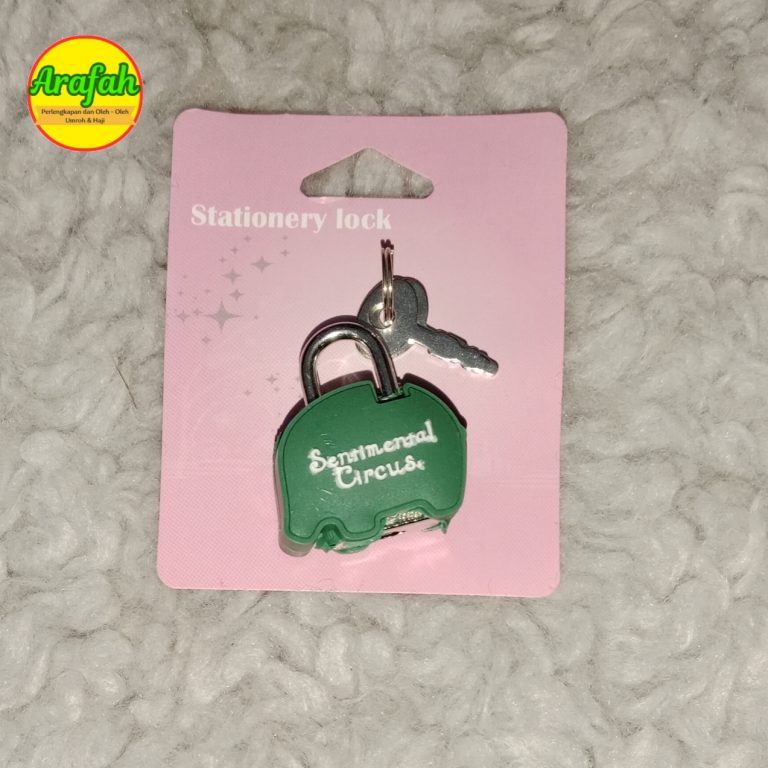 Arafah
Perlengkapan dan Oleh - Oleh
Umroh & Haji
Stationery lock
Sentimental
Circus